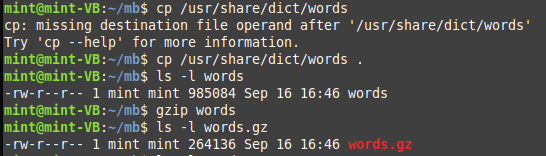 mint@mint-VB:~/mb$ cp /usr/share/dict/words
cp: missing destination file operand after '/usr/share/dict/words'
Try 'cp --help' for more information.
mint@mint-VB:~/mb$ cp /usr/share/dict/words .
mint@mint-VB:~/mb$ ls -l words
-rw-r--r-- 1 mint mint 985084 Sep 16 16:46 words
mint@mint-VB:~/mb$ gzip words
mint@mint-VB:~/mb$ ls -l words.gz
-rw-r--r-- 1 mint mint 264136 Sep 16 16:46 words.gz